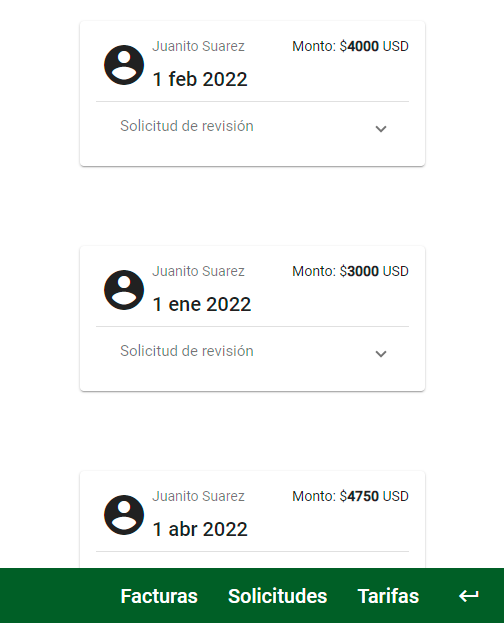 Juanito Suarez Monto: $4000 USD
1 feb 2022
Solicitud de revisión
Juanito Suarez Monto: $3000 USD
1 ene 2022
Solicitud de revisión
Juanito Suarez Monto: $4750 USD
1 abr 2022
Facturas Solicitudes Tarifas